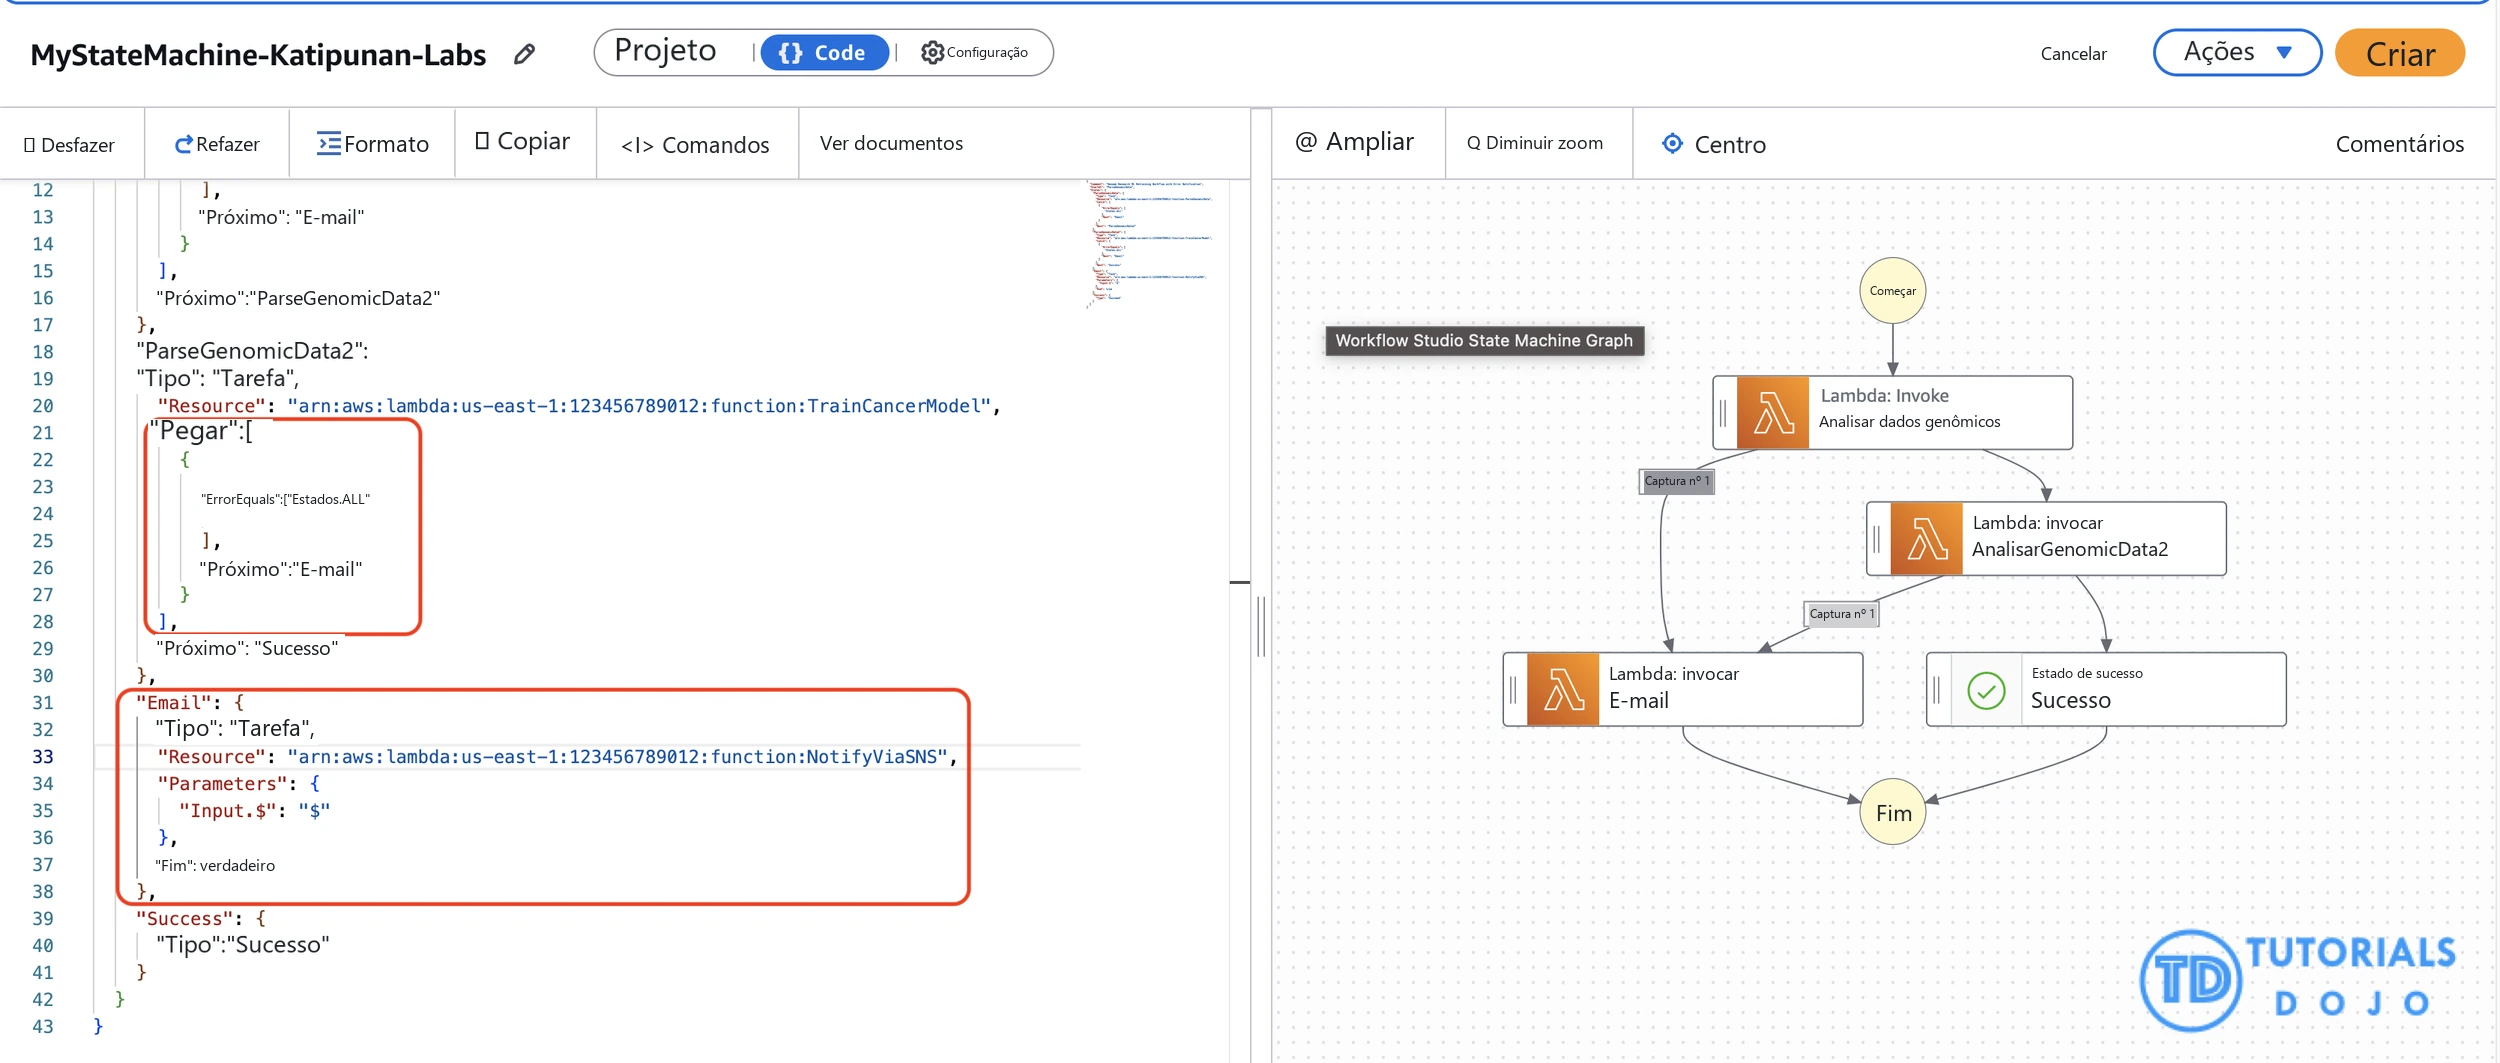 MyStateMachine-Katipunan-Labs
Projeto | {} Code | Configuração
Cancelar
Ações
Criar
Desfazer
Refazer
Formato
Copiar
<I> Comandos
Ver documentos
@ Ampliar
Q Diminuir zoom
Centro
Comentários
12 ],
13 "Próximo": "E-mail"
14 }
15 ],
16 "Próximo":"ParseGenomicData2"
17 },
18 "ParseGenomicData2":
19 "Tipo": "Tarefa",
20 "Resource": "arn:aws:lambda:us-east-1:123456789012:function:TrainCancerModel",
21 "Pegar":[
22 {
23 "ErrorEquals":["Estados.ALL"
24
25 ],
26 "Próximo":"E-mail"
27 }
28 ],
29 "Próximo": "Sucesso"
30 },
31 "Email": {
32 "Tipo": "Tarefa",
33 "Resource": "arn:aws:lambda:us-east-1:123456789012:function:NotifyViaSNS",
34 "Parameters": {
35 "Input.$": "$"
36 },
37 "Fim": verdadeiro
38 },
39 "Success": {
40 "Tipo":"Sucesso"
41 }
42 }
43 }
Workflow Studio State Machine Graph
Começar
Lambda: Invoke
Analisar dados genômicos
Captura nº 1
Lambda: invocar
AnalisarGenomicData2
Captura nº 1
Lambda: invocar
E-mail
Estado de sucesso
Sucesso
Fim
TD TUTORIALS
DOJO